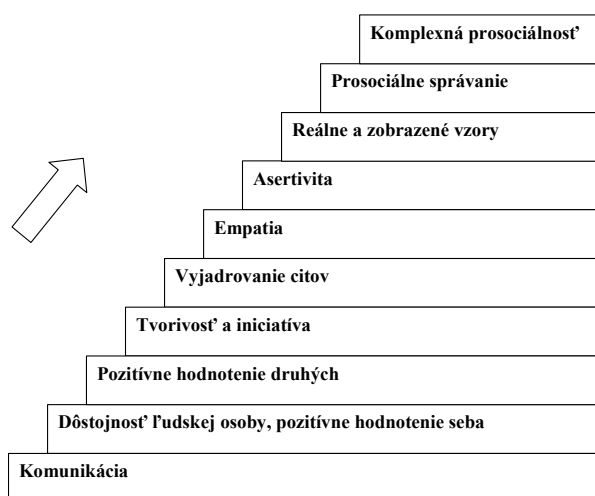 Komplexná prosociálnosť
Prosociálne správanie
Reálne a zobrazené vzory
Asertivita
Empatia
Vyjadrovanie citov
Tvorivosť a iniciatíva
Pozitívne hodnotenie druhých
Dôstojnosť ľudskej osoby, pozitívne hodnotenie seba
Komunikácia